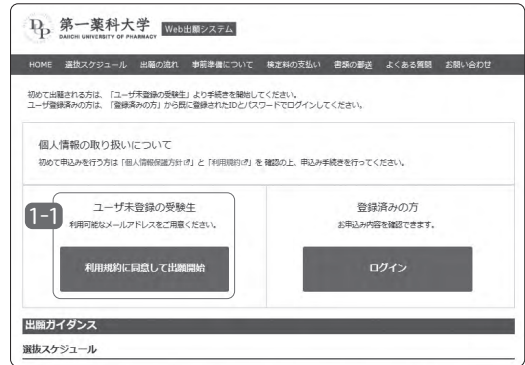 第一薬科大学 Web出願システム
DAIICHI UNIVERSITY OF PHARMACY
HOME 選抜スケジュール 出願の流れ 事前準備について 検定料の支払い 書類の郵送 よくある質問 お問い合わせ
初めて出願される方は、「ユーザ未登録の受験生」より手続きを開始してください。
ユーザ登録済みの方は、「登録済みの方」から既に登録されたIDとパスワードでログインしてください。
個人情報の取り扱いについて
初めて申込みを行う方は「個人情報保護方針」と「利用規約」を 確認の上、申込み手続きを行ってください。
1-1
ユーザ未登録の受験生
利用可能なメールアドレスをご用意ください。
利用規約に同意して出願開始
登録済みの方
お申込み内容を確認できます。
ログイン
出願ガイダンス
選抜スケジュール